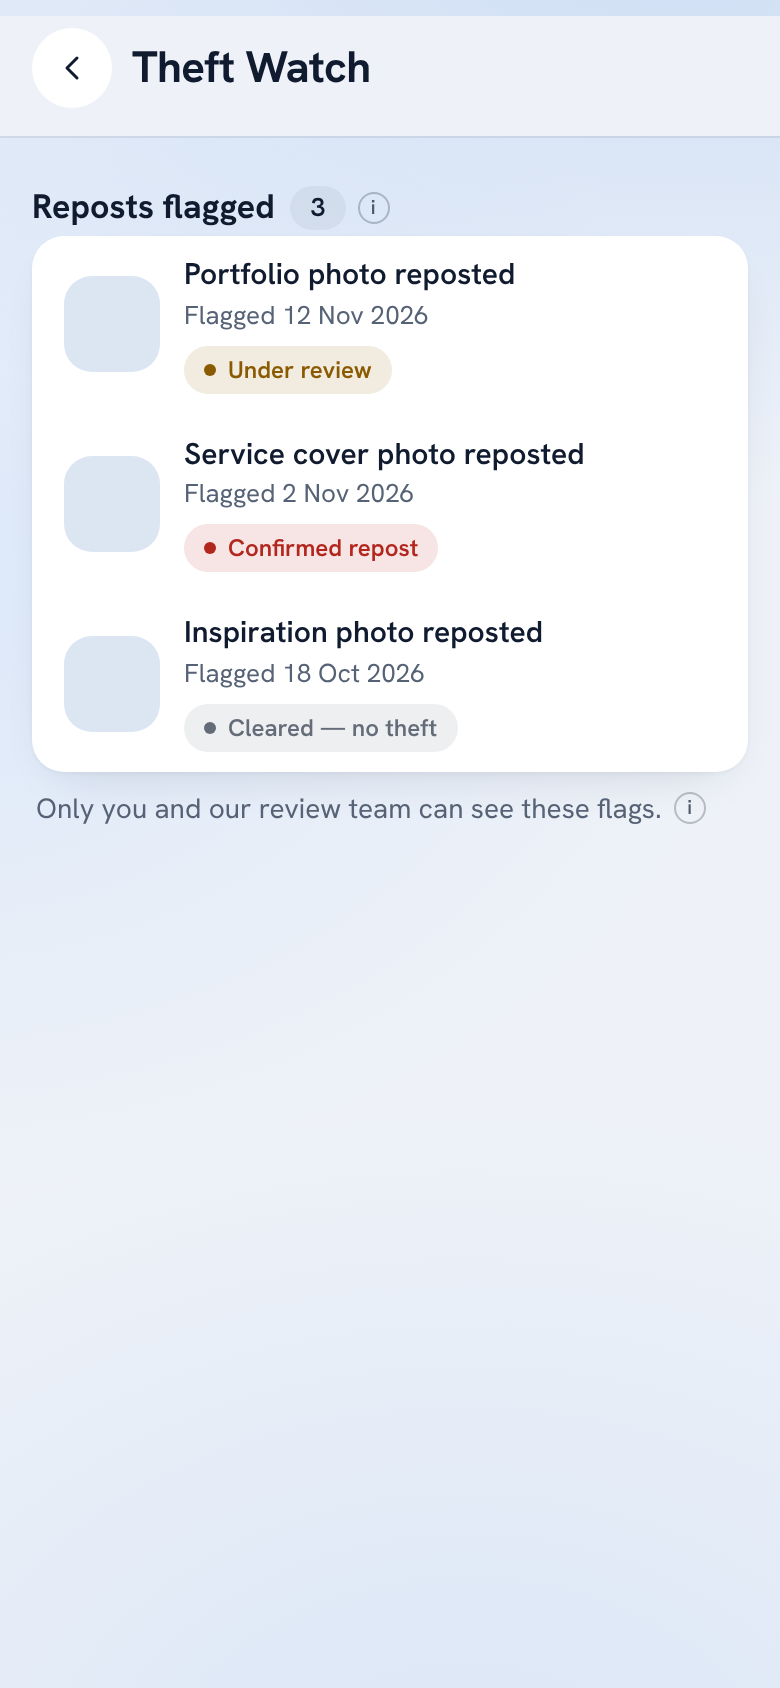 Theft Watch
Reposts flagged 3 i
Portfolio photo reposted
Flagged 12 Nov 2026
Under review
Service cover photo reposted
Flagged 2 Nov 2026
Confirmed repost
Inspiration photo reposted
Flagged 18 Oct 2026
Cleared — no theft
Only you and our review team can see these flags. i